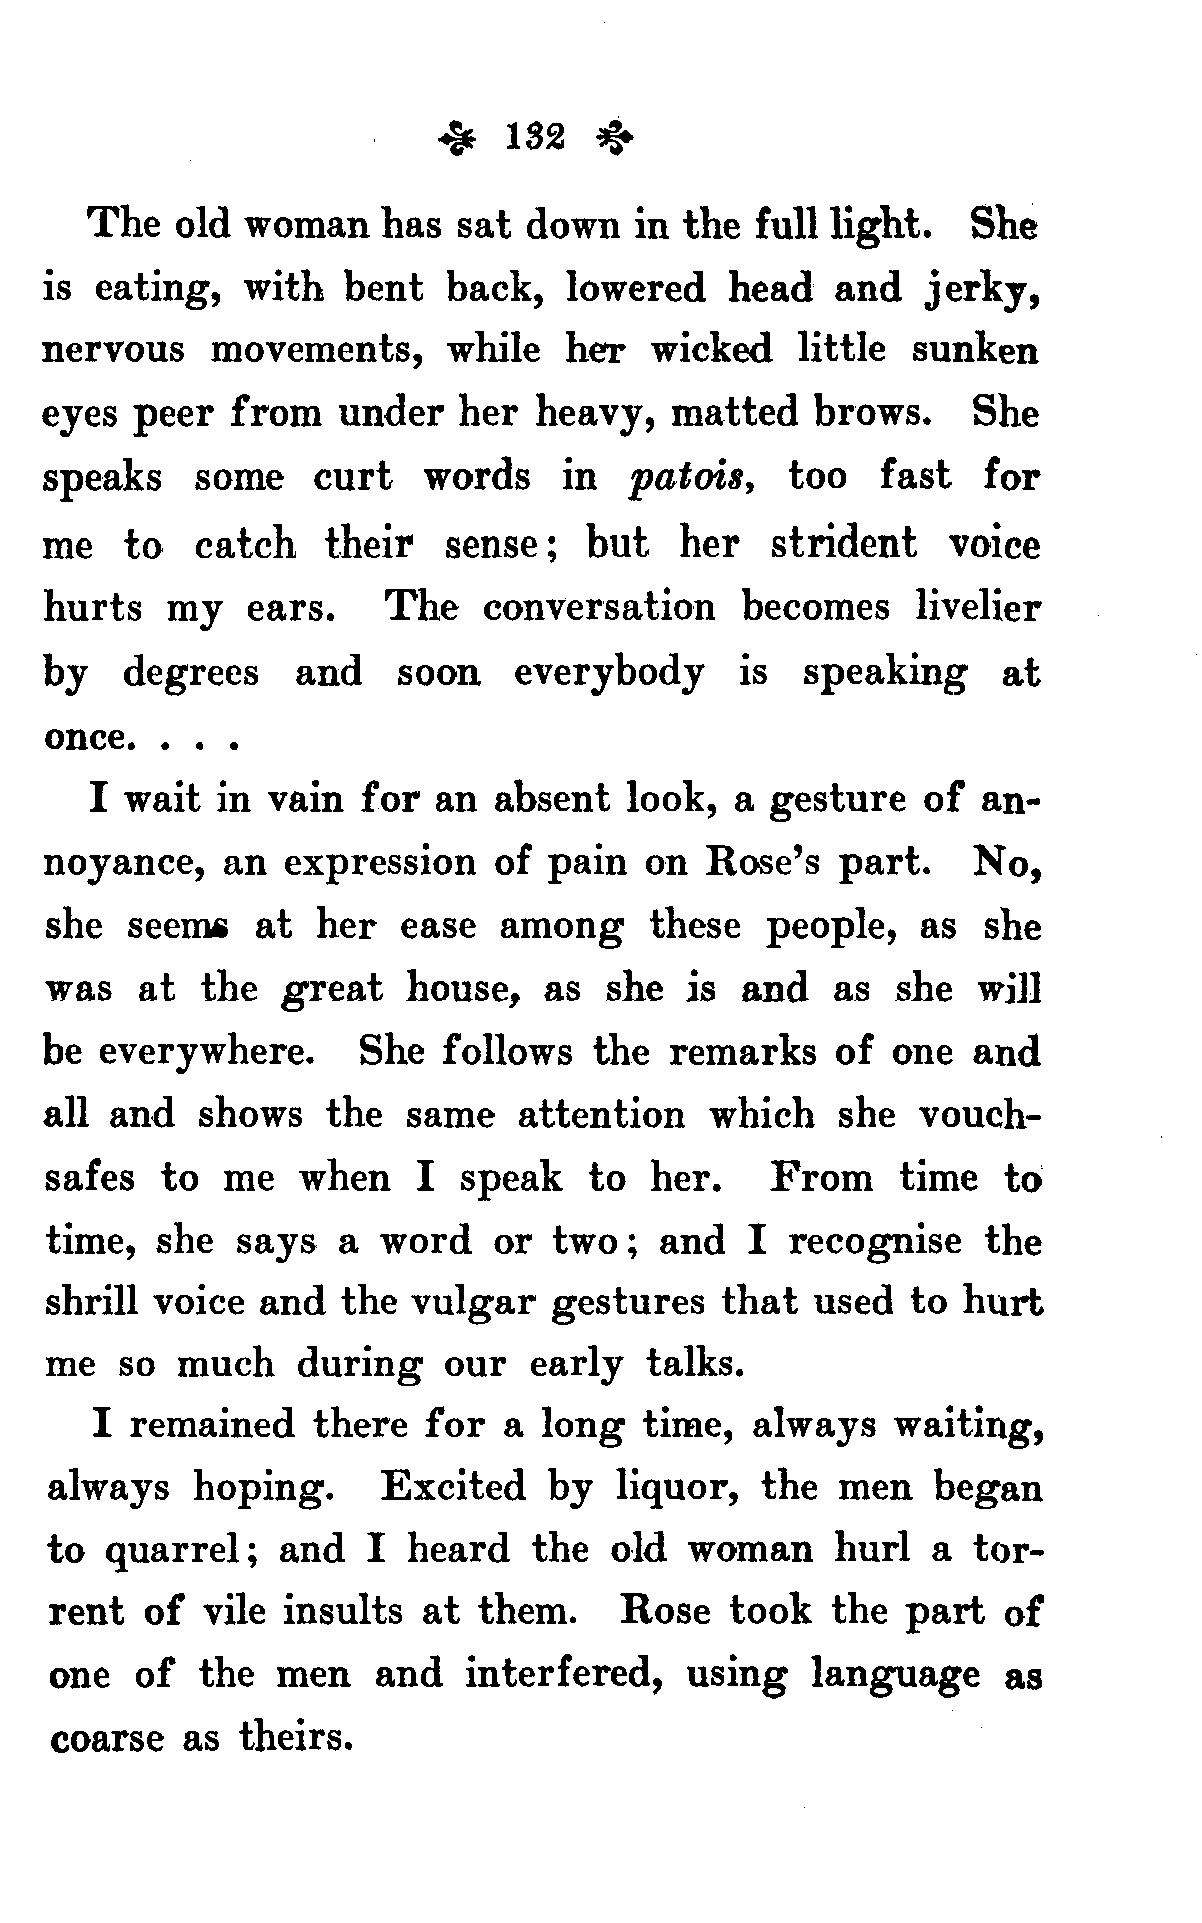 132
The old woman has sat down in the full light. She
is eating, with bent back, lowered head and jerky,
nervous movements, while her wicked little sunken
eyes peer from under her heavy, matted brows. She
speaks some curt words in patois, too fast for
me to catch their sense; but her strident voice
hurts my ears. The conversation becomes livelier
by degrees and soon everybody is speaking at
once. . . .
I wait in vain for an absent look, a gesture of an-
noyance, an expression of pain on Rose's part. No,
she seems at her ease among these people, as she
was at the great house, as she is and as she will
be everywhere. She follows the remarks of one and
all and shows the same attention which she vouch-
safes to me when I speak to her. From time to
time, she says a word or two; and I recognise the
shrill voice and the vulgar gestures that used to hurt
me so much during our early talks.
I remained there for a long time, always waiting,
always hoping. Excited by liquor, the men began
to quarrel; and I heard the old woman hurl a tor-
rent of vile insults at them. Rose took the part of
one of the men and interfered, using language as
coarse as theirs.